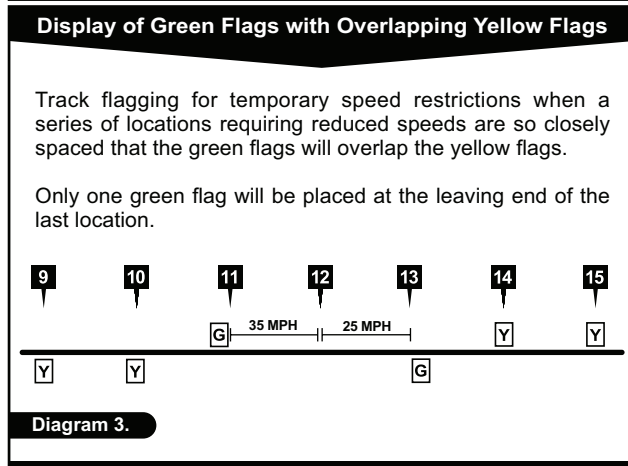 Display of Green Flags with Overlapping Yellow Flags
Track flagging for temporary speed restrictions when a
series of locations requiring reduced speeds are so closely
spaced that the green flags will overlap the yellow flags.
Only one green flag will be placed at the leaving end of the
last location.
9 10 11 12 13 14 15
G 35 MPH 25 MPH Y Y
Y Y G
Diagram 3.